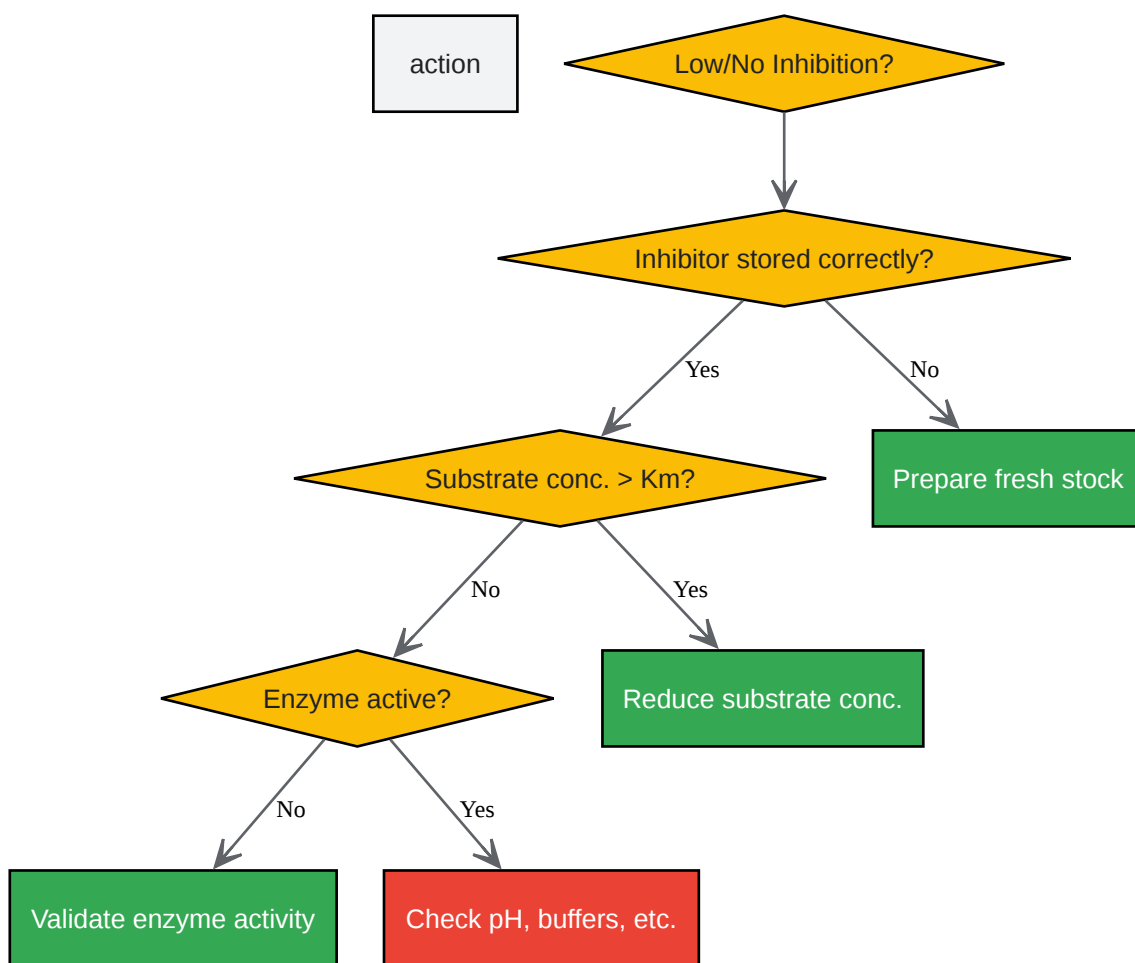 action
Low/No Inhibition?
Inhibitor stored correctly?
Yes
No
Substrate conc. > Km?
Prepare fresh stock
No
Yes
Enzyme active?
Reduce substrate conc.
No
Yes
Validate enzyme activity
Check pH, buffers, etc.